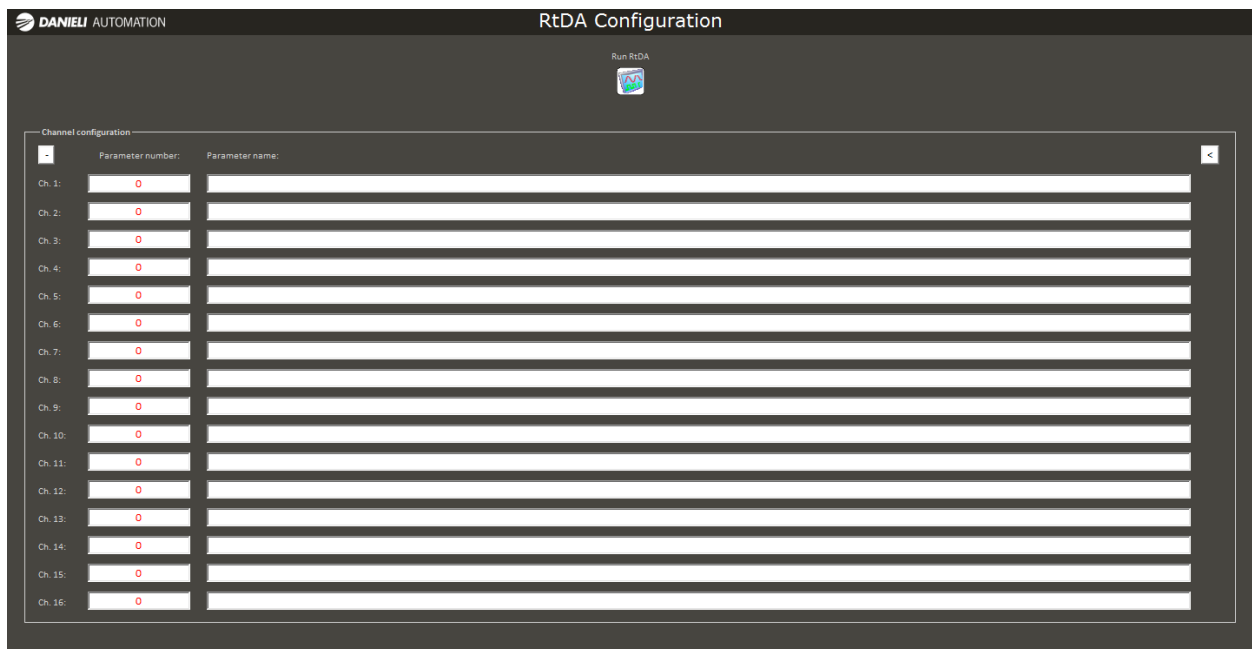 DANIELI AUTOMATION
RtDA Configuration
Run RtDA
Channel configuration
- Parameter number: Parameter name: <
Ch. 1: 0
Ch. 2: 0
Ch. 3: 0
Ch. 4: 0
Ch. 5: 0
Ch. 6: 0
Ch. 7: 0
Ch. 8: 0
Ch. 9: 0
Ch. 10: 0
Ch. 11: 0
Ch. 12: 0
Ch. 13: 0
Ch. 14: 0
Ch. 15: 0
Ch. 16: 0